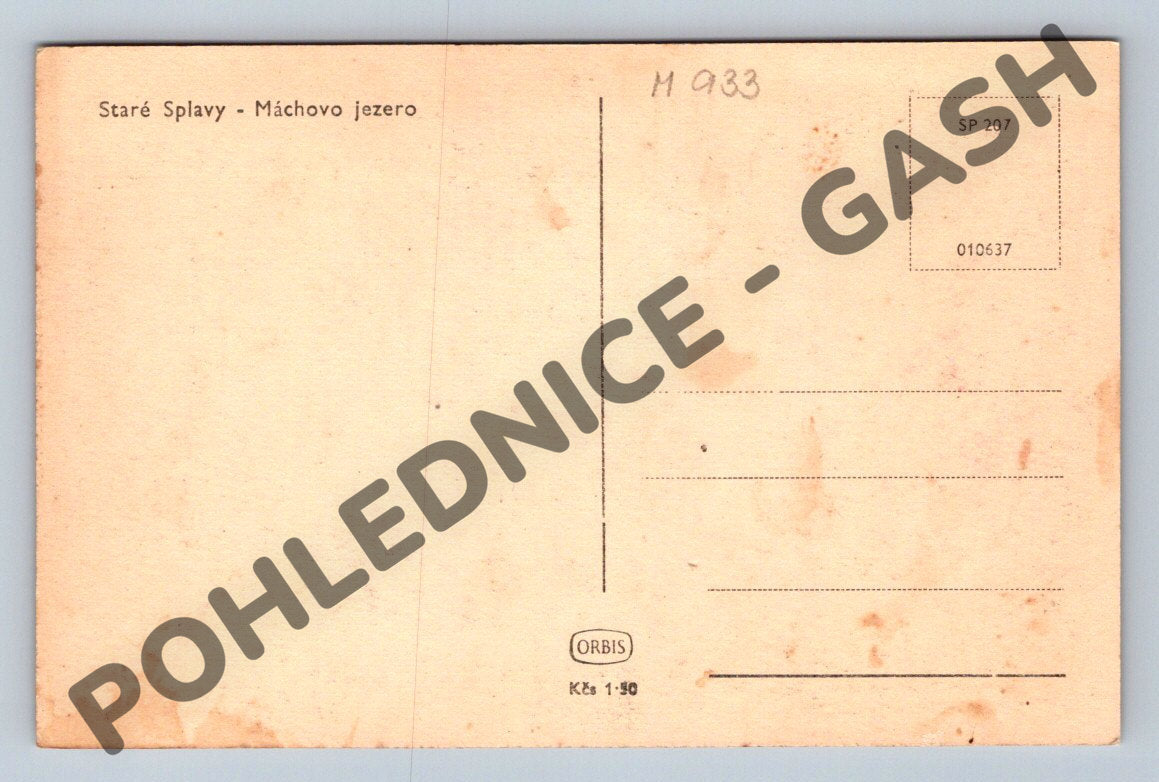 Staré Splavy - Máchovo jezero
M 933
SP 207
010637
POHLEDNICE - GASH
ORBIS
Kčs 1·50